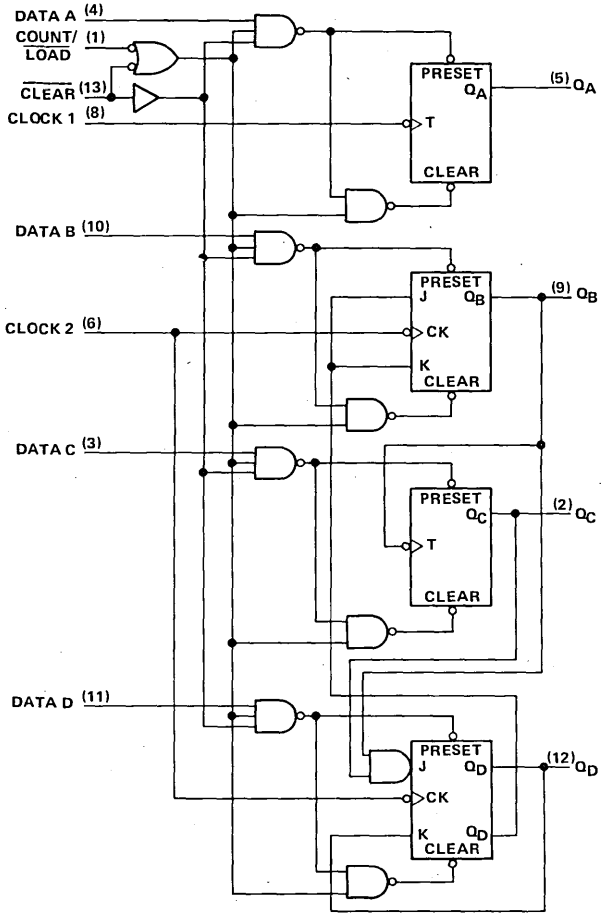 DATA A (4)
COUNT/
LOAD (1)
CLEAR (13)
CLOCK 1 (8)
PRESET
QA
(5) QA
T
CLEAR
DATA B (10)
PRESET
J QB
(9) QB
CLOCK 2 (6)
CK
K
CLEAR
DATA C (3)
PRESET
QC
(2) QC
T
CLEAR
DATA D (11)
PRESET
J QD
(12) QD
CK
K QD
CLEAR